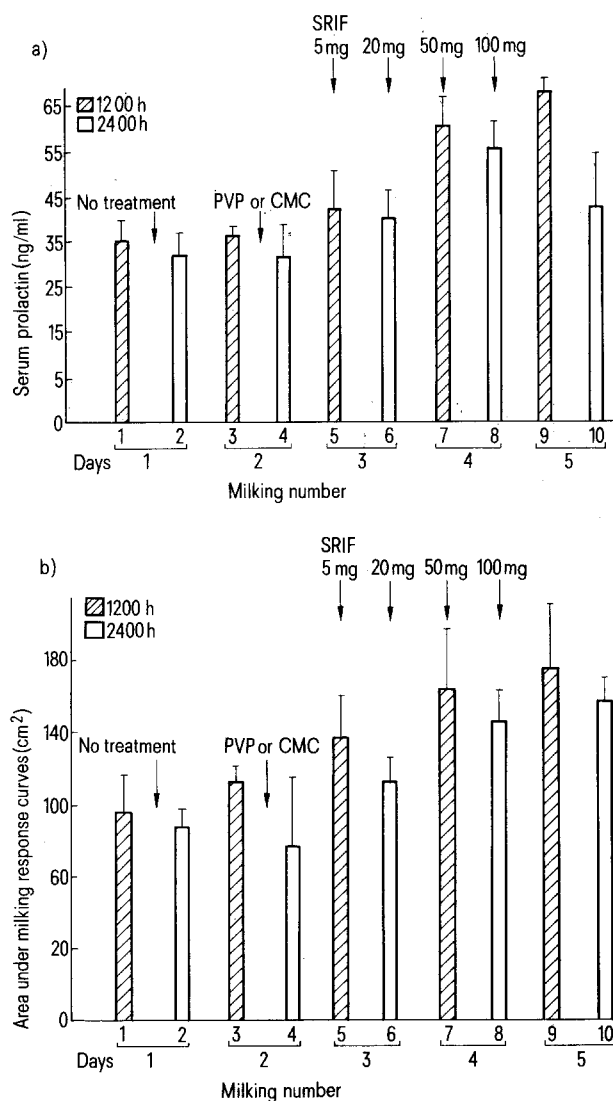 SRIF
a)
5 mg 20 mg 50 mg 100 mg
1200 h
2400 h
No treatment
PVP or CMC
Serum prolactin (ng/ml)
65
55
45
35
15
5
0
1 2 3 4 5 6 7 8 9 10
Days 1 2 3 4 5
Milking number
SRIF
b)
5 mg 20 mg 50 mg 100 mg
1200 h
2400 h
No treatment
PVP or CMC
Area under milking response curves (cm²)
180
140
100
60
20
0
1 2 3 4 5 6 7 8 9 10
Days 1 2 3 4 5
Milking number